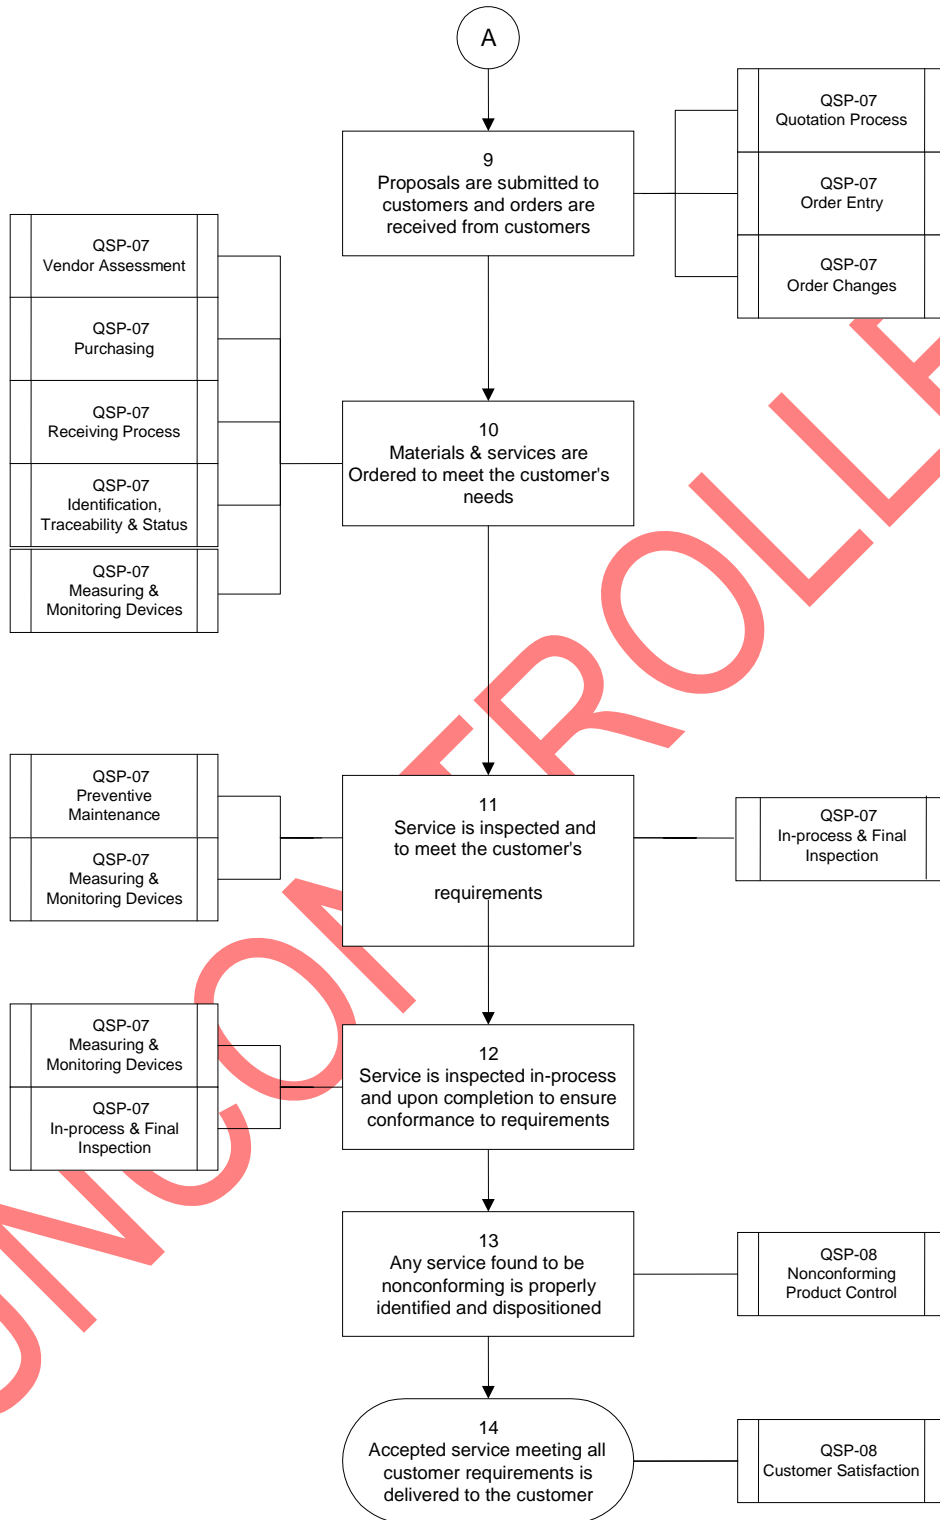 A
9
Proposals are submitted to
customers and orders are
received from customers
QSP-07
Quotation Process
QSP-07
Order Entry
QSP-07
Order Changes
QSP-07
Vendor Assessment
QSP-07
Purchasing
QSP-07
Receiving Process
QSP-07
Identification,
Traceability & Status
QSP-07
Measuring &
Monitoring Devices
10
Materials & services are
Ordered to meet the customer's
needs
QSP-07
Preventive
Maintenance
QSP-07
Measuring &
Monitoring Devices
11
Service is inspected and
to meet the customer's
requirements
QSP-07
In-process & Final
Inspection
QSP-07
Measuring &
Monitoring Devices
QSP-07
In-process & Final
Inspection
12
Service is inspected in-process
and upon completion to ensure
conformance to requirements
13
Any service found to be
nonconforming is properly
identified and dispositioned
QSP-08
Nonconforming
Product Control
14
Accepted service meeting all
customer requirements is
delivered to the customer
QSP-08
Customer Satisfaction
UNCONTROLLE